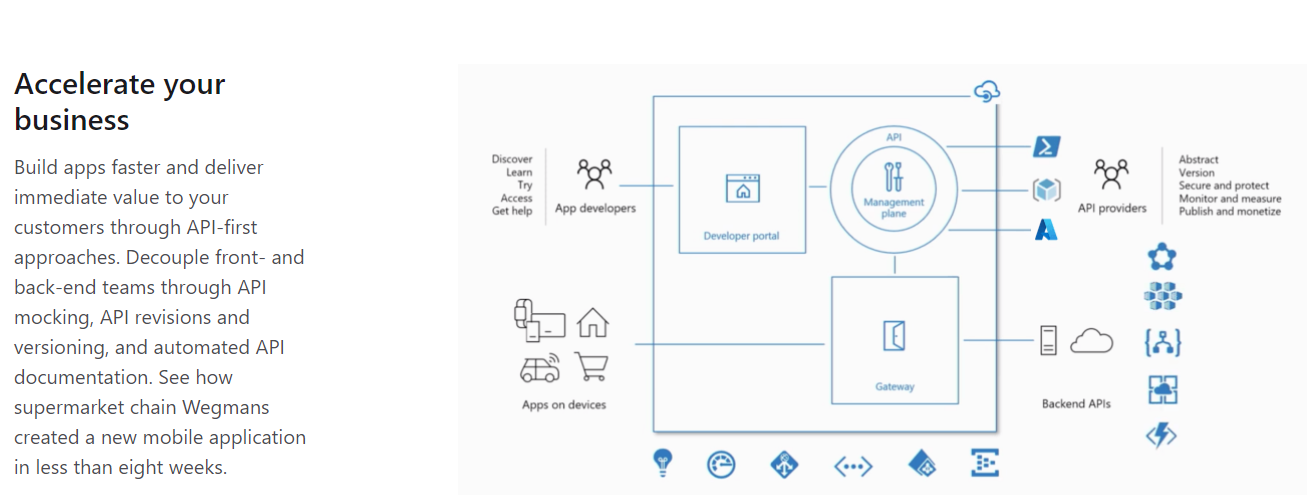 Accelerate your
business
Build apps faster and deliver
immediate value to your
customers through API-first
approaches. Decouple front- and
back-end teams through API
mocking, API revisions and
versioning, and automated API
documentation. See how
supermarket chain Wegmans
created a new mobile application
in less than eight weeks.
Discover
Learn
Try
Access
Get help
App developers
Developer portal
API
Management
plane
API providers
Abstract
Version
Secure and protect
Monitor and measure
Publish and monetize
Apps on devices
Gateway
Backend APIs